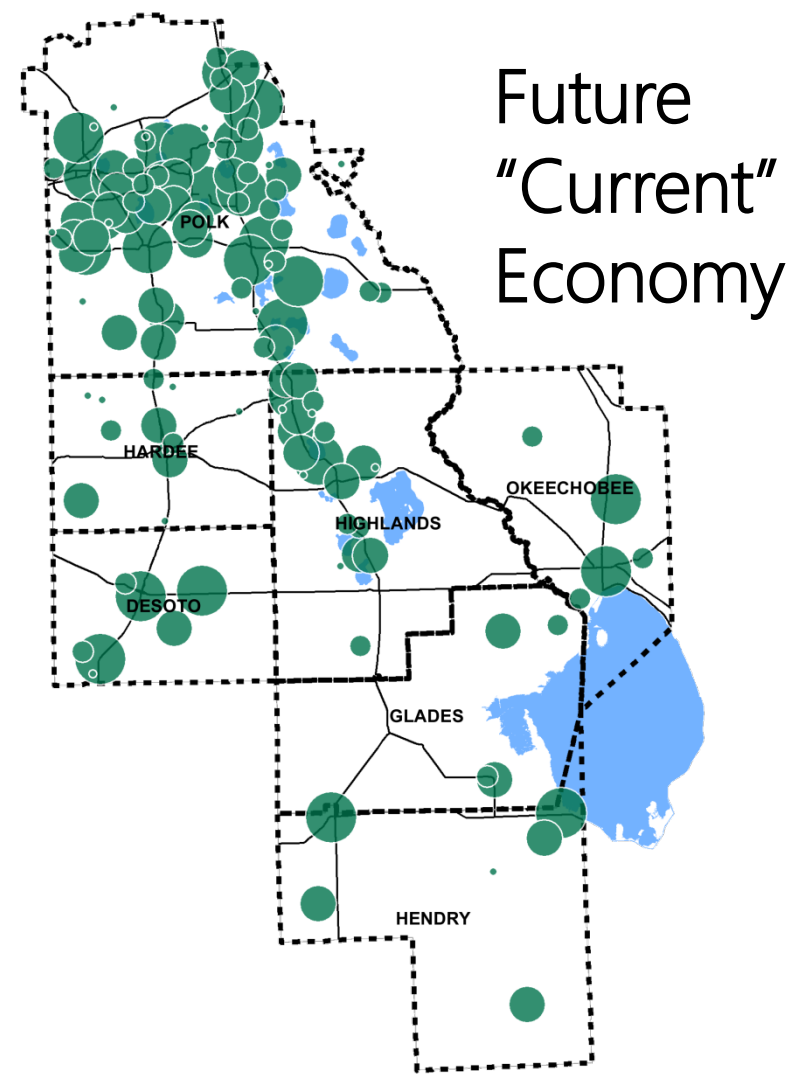 Future
“Current”
Economy
POLK
HARDEE
OKEECHOBEE
HIGHLANDS
DESOTO
GLADES
HENDRY